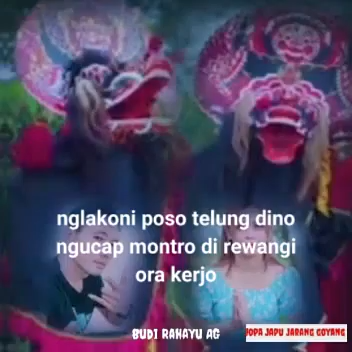 nglakoni poso telung dino
ngucap montro di rewangi
ora kerjo
BUDI RAHAYU AG
JOPA JAPU JARANG GOYANG